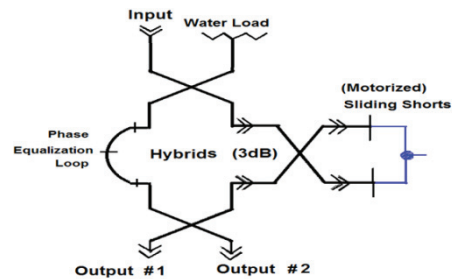 Input
Water Load
(Motorized)
Sliding Shorts
Phase
Equalization
Loop
Hybrids (3dB)
Output #1
Output #2